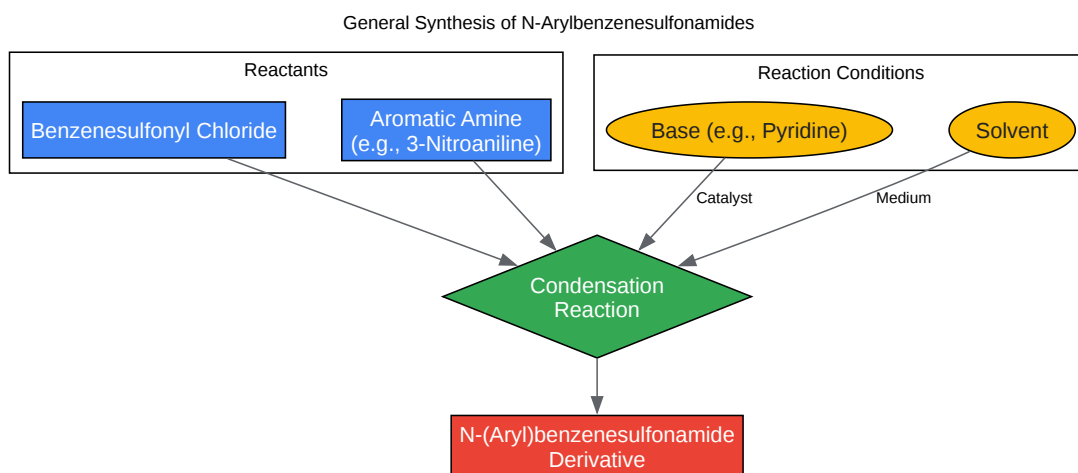 General Synthesis of N-Arylbenzenesulfonamides
Reactants
Reaction Conditions
Benzenesulfonyl Chloride
Aromatic Amine
(e.g., 3-Nitroaniline)
Base (e.g., Pyridine)
Solvent
Catalyst
Medium
Condensation
Reaction
N-(Aryl)benzenesulfonamide
Derivative